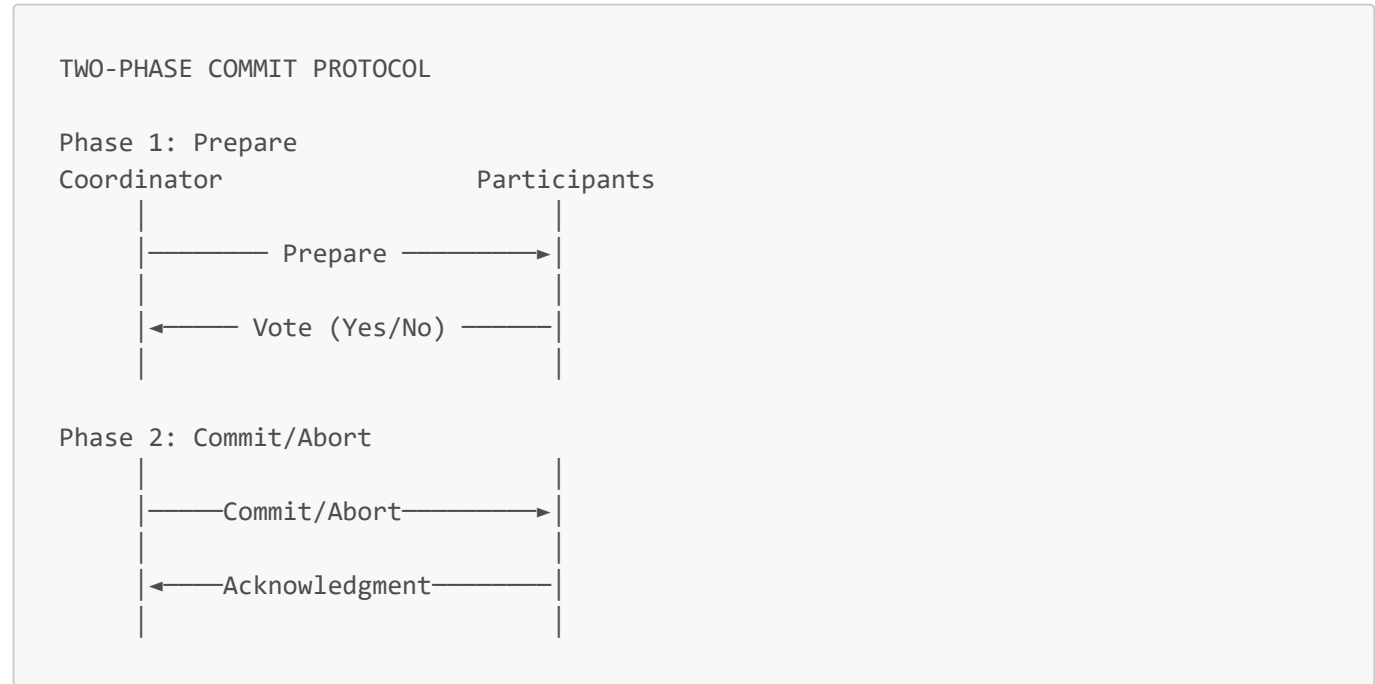 TWO-PHASE COMMIT PROTOCOL
Phase 1: Prepare
Coordinator Participants
Prepare
Vote (Yes/No)
Phase 2: Commit/Abort
Commit/Abort
Acknowledgment